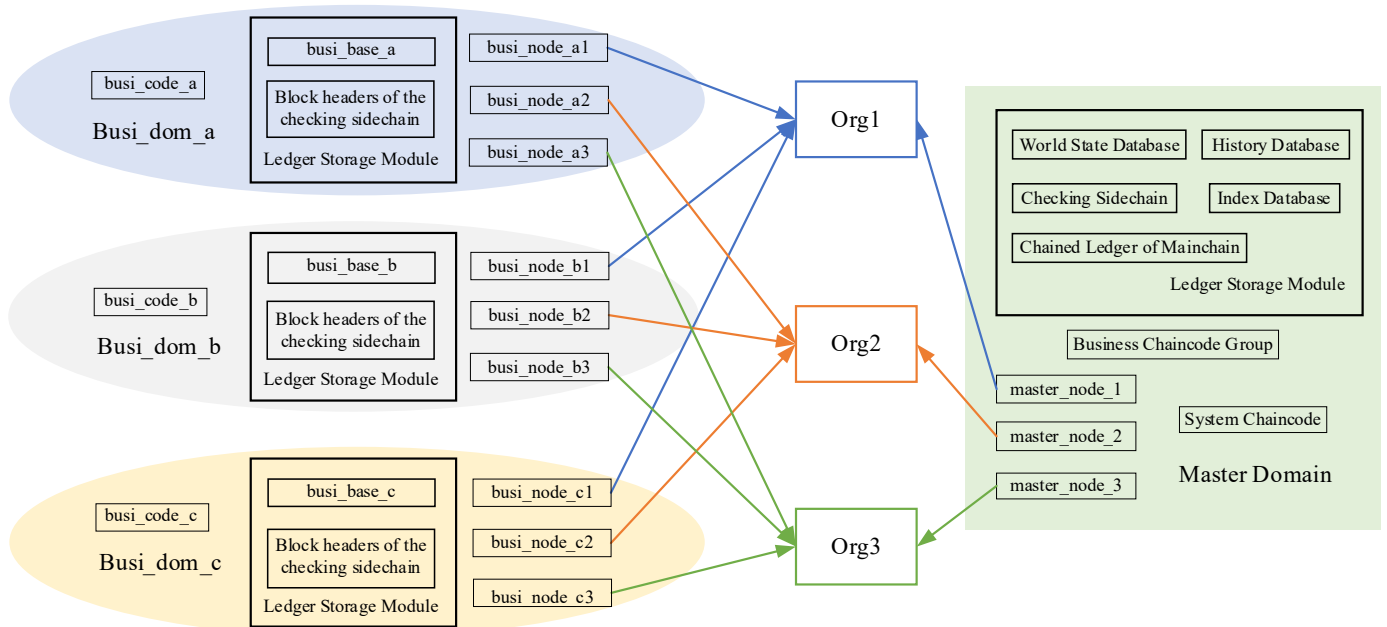 busi_code_a
Busi_dom_a
busi_base_a
Block headers of the
checking sidechain
Ledger Storage Module
busi_node_a1
busi_node_a2
busi_node_a3
busi_code_b
Busi_dom_b
busi_base_b
Block headers of the
checking sidechain
Ledger Storage Module
busi_node_b1
busi_node_b2
busi_node_b3
busi_code_c
Busi_dom_c
busi_base_c
Block headers of the
checking sidechain
Ledger Storage Module
busi_node_c1
busi_node_c2
busi_node_c3
Org1
Org2
Org3
World State Database
History Database
Checking Sidechain
Index Database
Chained Ledger of Mainchain
Ledger Storage Module
Business Chaincode Group
master_node_1
System Chaincode
master_node_2
Master Domain
master_node_3